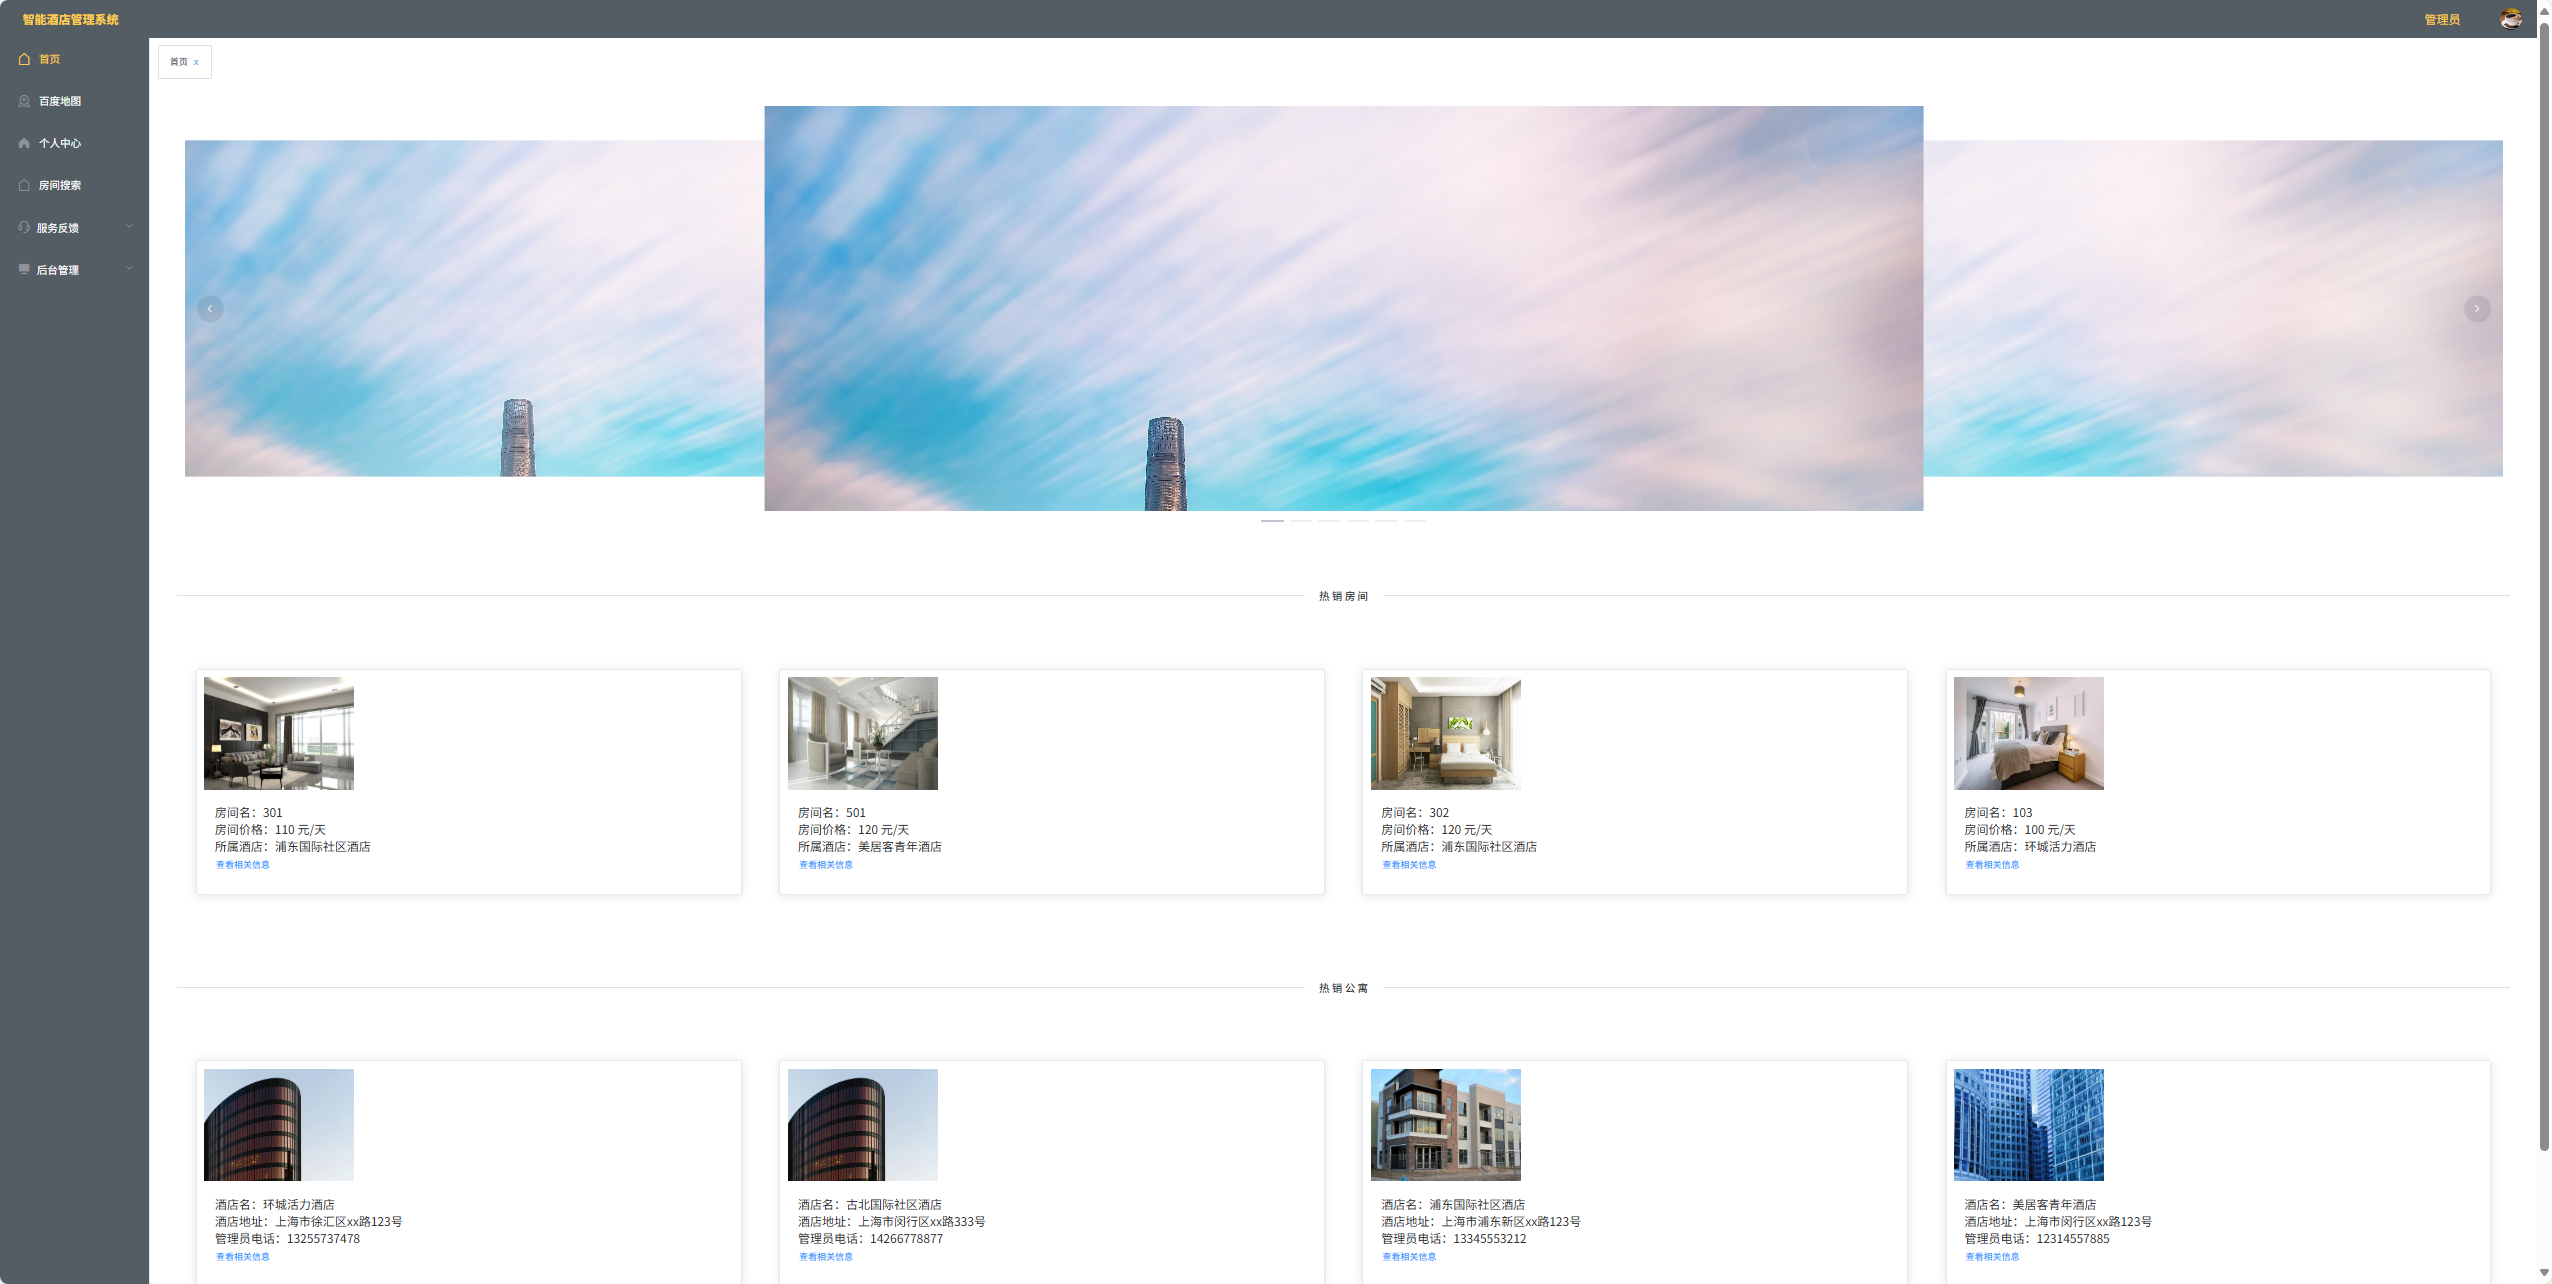 智能酒店管理系统
管理员
首页
百度地图
个人中心
房间搜索
服务反馈
后台管理
首页 x
热销房间
房间名：301
房间价格：110 元/天
所属酒店：浦东国际社区酒店
查看相关信息
房间名：501
房间价格：120 元/天
所属酒店：美居客青年酒店
查看相关信息
房间名：302
房间价格：120 元/天
所属酒店：浦东国际社区酒店
查看相关信息
房间名：103
房间价格：100 元/天
所属酒店：环城活力酒店
查看相关信息
热销公寓
酒店名：环城活力酒店
酒店地址：上海市徐汇区xx路123号
管理员电话：13255737478
查看相关信息
酒店名：古北国际社区酒店
酒店地址：上海市闵行区xx路333号
管理员电话：14266778877
查看相关信息
酒店名：浦东国际社区酒店
酒店地址：上海市浦东新区xx路123号
管理员电话：13345553212
查看相关信息
酒店名：美居客青年酒店
酒店地址：上海市闵行区xx路123号
管理员电话：12314557885
查看相关信息